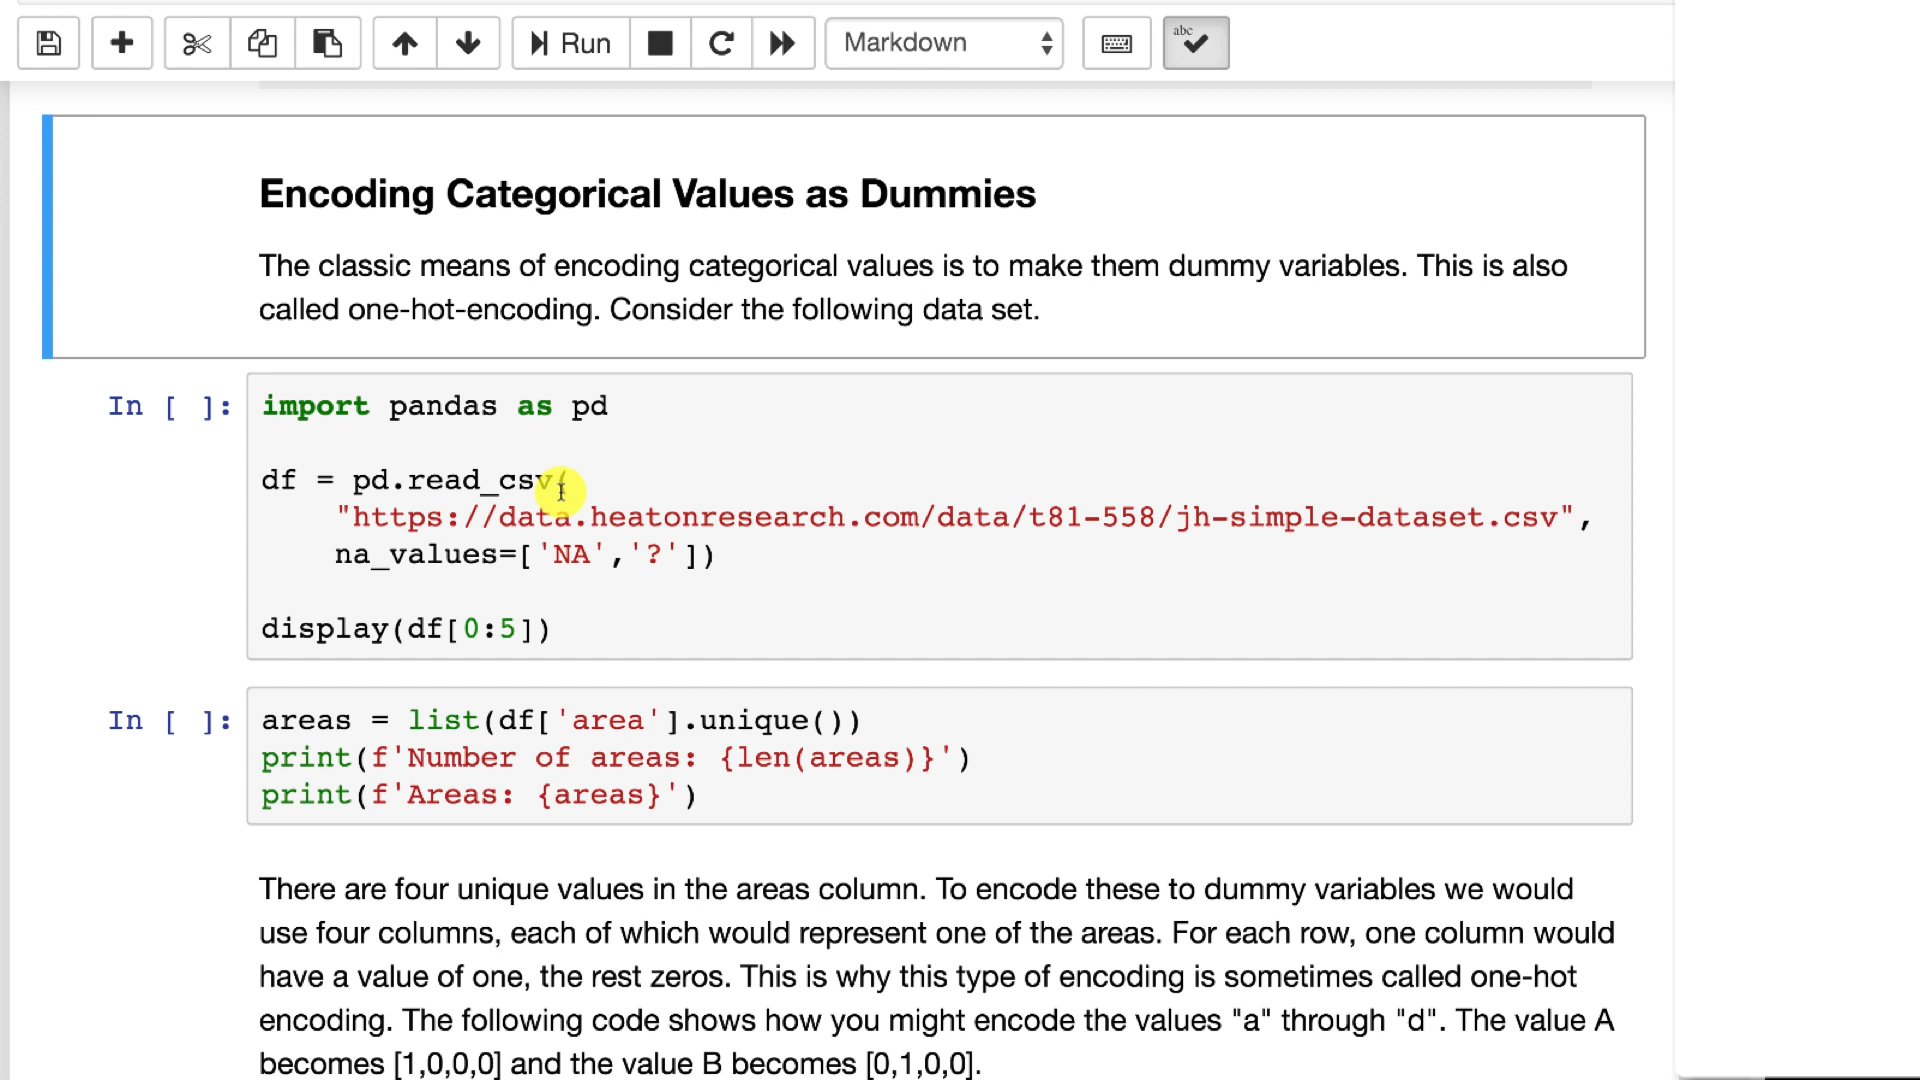 Run Markdown abc
Encoding Categorical Values as Dummies
The classic means of encoding categorical values is to make them dummy variables. This is also
called one-hot-encoding. Consider the following data set.
In [ ]: import pandas as pd
df = pd.read_csv(
"https://data.heatonresearch.com/data/t81-558/jh-simple-dataset.csv",
na_values=['NA','?'])
display(df[0:5])
In [ ]: areas = list(df['area'].unique())
print(f'Number of areas: {len(areas)}')
print(f'Areas: {areas}')
There are four unique values in the areas column. To encode these to dummy variables we would
use four columns, each of which would represent one of the areas. For each row, one column would
have a value of one, the rest zeros. This is why this type of encoding is sometimes called one-hot
encoding. The following code shows how you might encode the values "a" through "d". The value A
becomes [1,0,0,0] and the value B becomes [0,1,0,0].